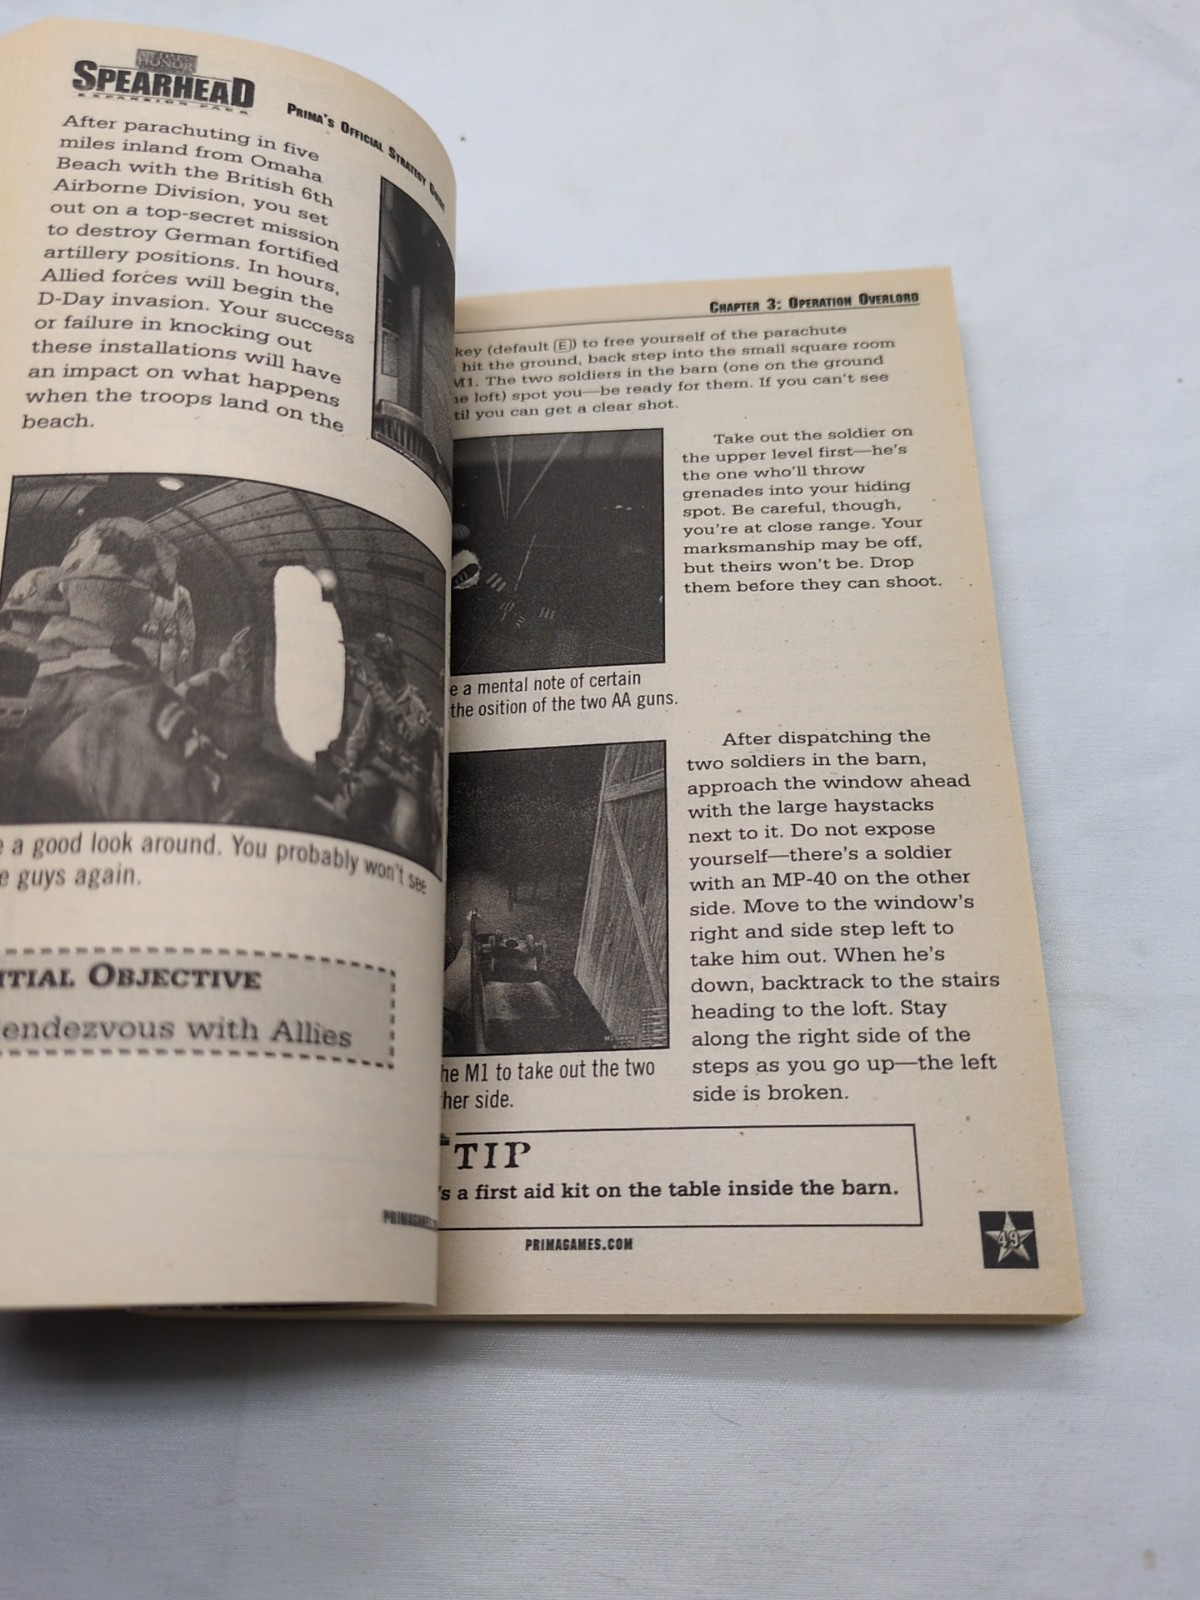 HONOR
SPEARHEAD
EXPANSION PACK
PRIMA'S OFFICIAL STRATEGY GUIDE
After parachuting in five
miles inland from Omaha
Beach with the British 6th
Airborne Division, you set
out on a top-secret mission
to destroy German fortified
artillery positions. In hours,
Allied forces will begin the
D-Day invasion. Your success
or failure in knocking out
these installations will have
an impact on what happens
when the troops land on the
beach.
a good look around. You probably won't see
guys again.
TIAL OBJECTIVE
endezvous with Allies
PRIMAGAMES
CHAPTER 3: OPERATION OVERLORD
key (default E) to free yourself of the parachute
hit the ground, back step into the small square room
M1. The two soldiers in the barn (one on the ground
loft) spot you—be ready for them. If you can't see
til you can get a clear shot.
Take out the soldier on
the upper level first—he's
the one who'll throw
grenades into your hiding
spot. Be careful, though,
you're at close range. Your
marksmanship may be off,
but theirs won't be. Drop
them before they can shoot.
e a mental note of certain
the osition of the two AA guns.
After dispatching the
two soldiers in the barn,
approach the window ahead
with the large haystacks
next to it. Do not expose
yourself—there's a soldier
with an MP-40 on the other
side. Move to the window's
right and side step left to
take him out. When he's
down, backtrack to the stairs
heading to the loft. Stay
along the right side of the
steps as you go up—the left
side is broken.
he M1 to take out the two
her side.
TIP
's a first aid kit on the table inside the barn.
PRIMAGAMES.COM
49